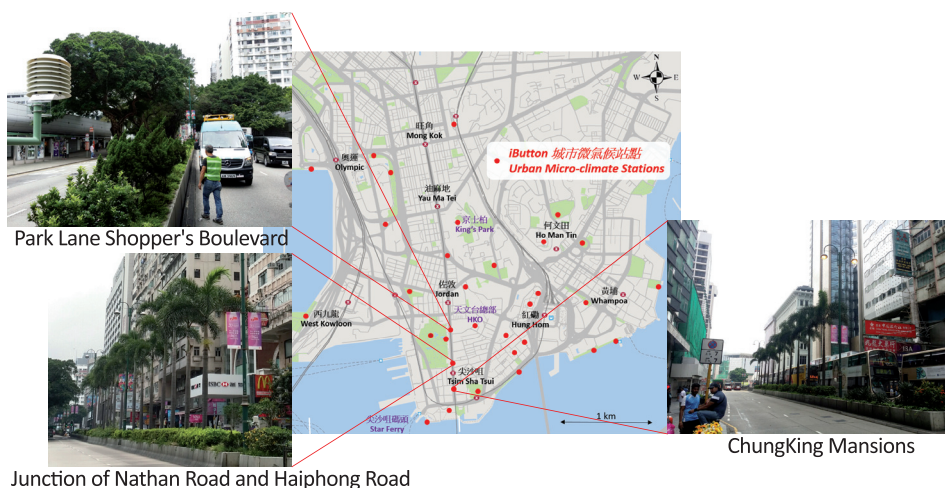 Park Lane Shopper's Boulevard
Junction of Nathan Road and Haiphong Road
ChungKing Mansions
N
W
E
S
iButton 城市微氣候站點
Urban Micro-climate Stations
旺角
Mong Kok
奧運
Olympic
油麻地
Yau Ma Tei
京士柏
King's Park
何文田
Ho Man Tin
佐敦
Jordan
天文台總部
HKO
紅磡
Hung Hom
黃埔
Whampoa
西九龍
West Kowloon
尖沙咀
Tsim Sha Tsui
尖沙咀碼頭
Star Ferry
1 km
HSBC
15A